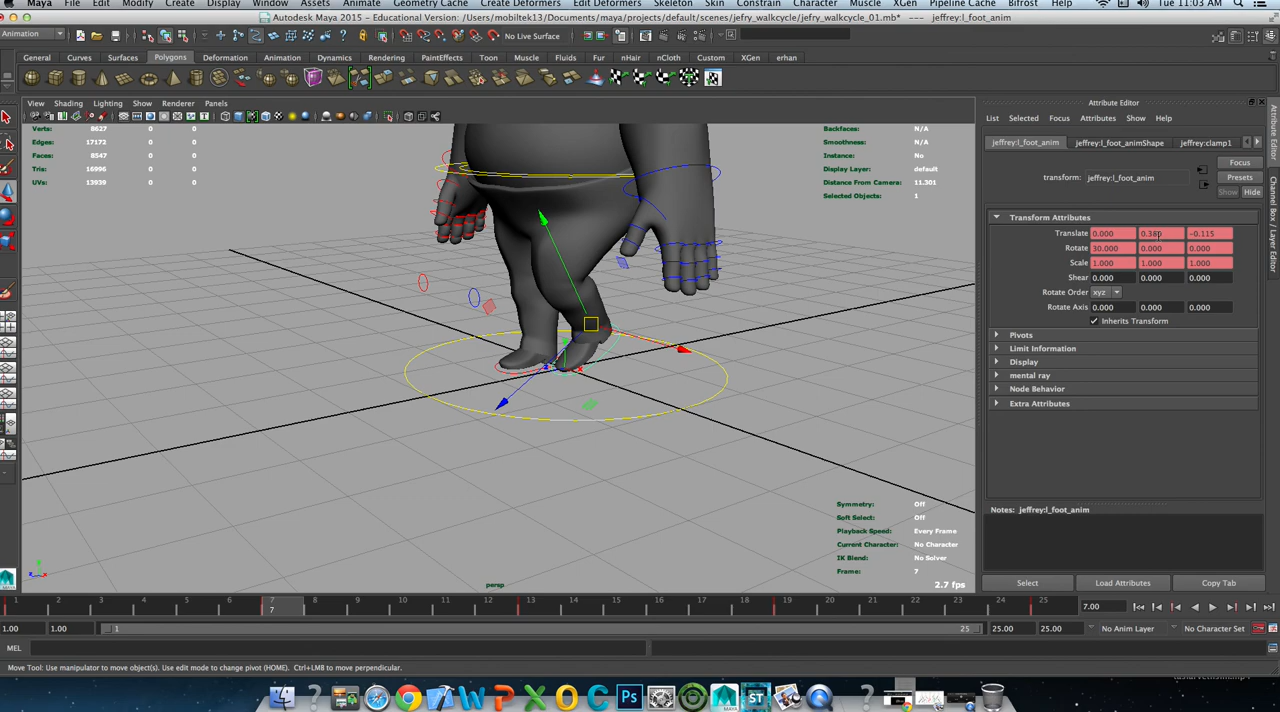 Maya File Edit Modify Create Display Window Assets Animate Geometry Cache Create Deformers Edit Deformers Skeleton Skin Constrain Character Muscle XGen Pipeline Cache Bifrost Help Tue 11:03 AM
Autodesk Maya 2015 - Educational Version: /Users/mobiltek13/Documents/maya/projects/default/scenes/jefry_walkcycle/jefry_walkcycle_01.mb* --- jeffrey:l_foot_anim
Animation No Live Surface
General Curves Surfaces Polygons Deformation Animation Dynamics Rendering PaintEffects Toon Muscle Fluids Fur nHair nCloth Custom XGen erhan
View Shading Lighting Show Renderer Panels
Verts: 8627 0 0
Edges: 17172 0 0
Faces: 8547 0 0
Tris: 16996 0 0
UVs: 13939 0 0
Backfaces: N/A
Smoothness: N/A
Instance: No
Display Layer: default
Distance From Camera: 11.301
Selected Objects: 1
Symmetry: Off
Soft Select: Off
Playback Speed: Every Frame
Current Character: No Character
IK Blend: No Solver
Frame: 7
2.7 fps
persp
Attribute Editor
List Selected Focus Attributes Show Help
jeffrey:l_foot_anim jeffrey:l_foot_animShape jeffrey:clamp1
Focus
transform: jeffrey:l_foot_anim Presets
Show Hide
Transform Attributes
Translate 0.000 -0.115
Rotate 30.000 0.000 0.000
Scale 1.000 1.000 1.000
Shear 0.000 0.000 0.000
Rotate Order xyz
Rotate Axis 0.000 0.000 0.000
Inherits Transform
Pivots
Limit Information
Display
mental ray
Node Behavior
Extra Attributes
Notes: jeffrey:l_foot_anim
Select Load Attributes Copy Tab
Attribute Editor
Channel Box / Layer Editor
1 2 3 4 5 6 7 8 9 10 11 12 13 14 15 16 17 18 19 20 21 22 23 24 25 7.00
7
1.00 1.00 1 25 25.00 25.00 No Anim Layer No Character Set
MEL
Move Tool: Use manipulator to move object(s). Use edit mode to change pivot (HOME). Ctrl+LMB to move perpendicular.